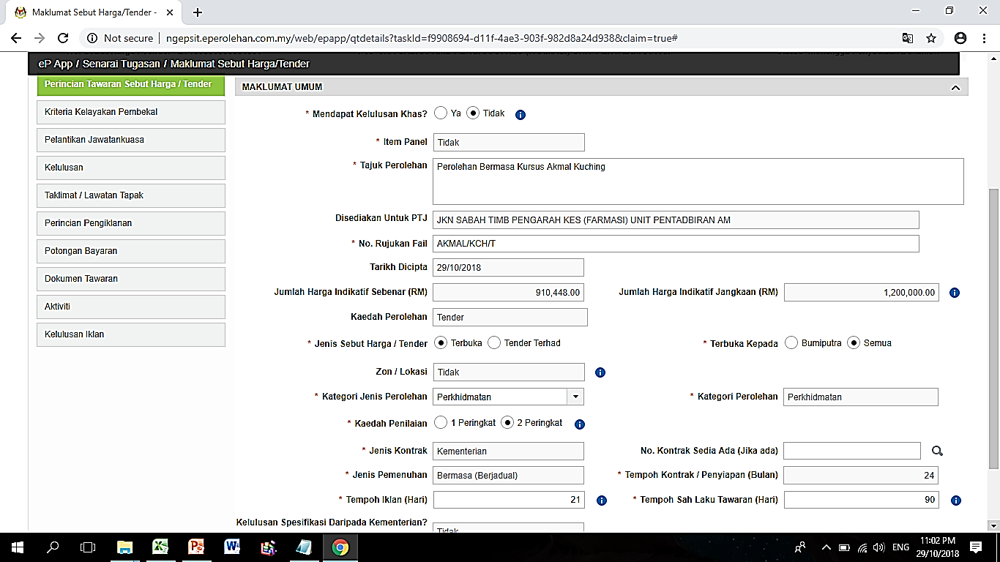 Maklumat Sebut Harga/Tender -
Not secure ngepsit.eperolehan.com.my/web/epapp/qtdetails?taskId=f9908694-d11f-4ae3-903f-982d8a24d938&claim=true#
eP App / Senarai Tugasan / Maklumat Sebut Harga/Tender
Perincian Tawaran Sebut Harga / Tender
Kriteria Kelayakan Pembekal
Pelantikan Jawatankuasa
Kelulusan
Taklimat / Lawatan Tapak
Perincian Pengiklanan
Potongan Bayaran
Dokumen Tawaran
Aktiviti
Kelulusan Iklan
MAKLUMAT UMUM
* Mendapat Kelulusan Khas? Ya Tidak
* Item Panel Tidak
* Tajuk Perolehan Perolehan Bermasa Kursus Akmal Kuching
Disediakan Untuk PTJ JKN SABAH TIMB PENGARAH KES (FARMASI) UNIT PENTADBIRAN AM
* No. Rujukan Fail AKMAL/KCH/T
Tarikh Dicipta 29/10/2018
Jumlah Harga Indikatif Sebenar (RM) 910,448.00 Jumlah Harga Indikatif Jangkaan (RM) 1,200,000.00
Kaedah Perolehan Tender
* Jenis Sebut Harga / Tender Terbuka Tender Terhad * Terbuka Kepada Bumiputra Semua
Zon / Lokasi Tidak
* Kategori Jenis Perolehan Perkhidmatan * Kategori Perolehan Perkhidmatan
* Kaedah Penilaian 1 Peringkat 2 Peringkat
* Jenis Kontrak Kementerian No. Kontrak Sedia Ada (Jika ada)
* Jenis Pemenuhan Bermasa (Berjadual) * Tempoh Kontrak / Penyiapan (Bulan) 24
* Tempoh Iklan (Hari) 21 * Tempoh Sah Laku Tawaran (Hari) 90
Kelulusan Spesifikasi Daripada Kementerian? Tidak
ENG
11:02 PM
29/10/2018